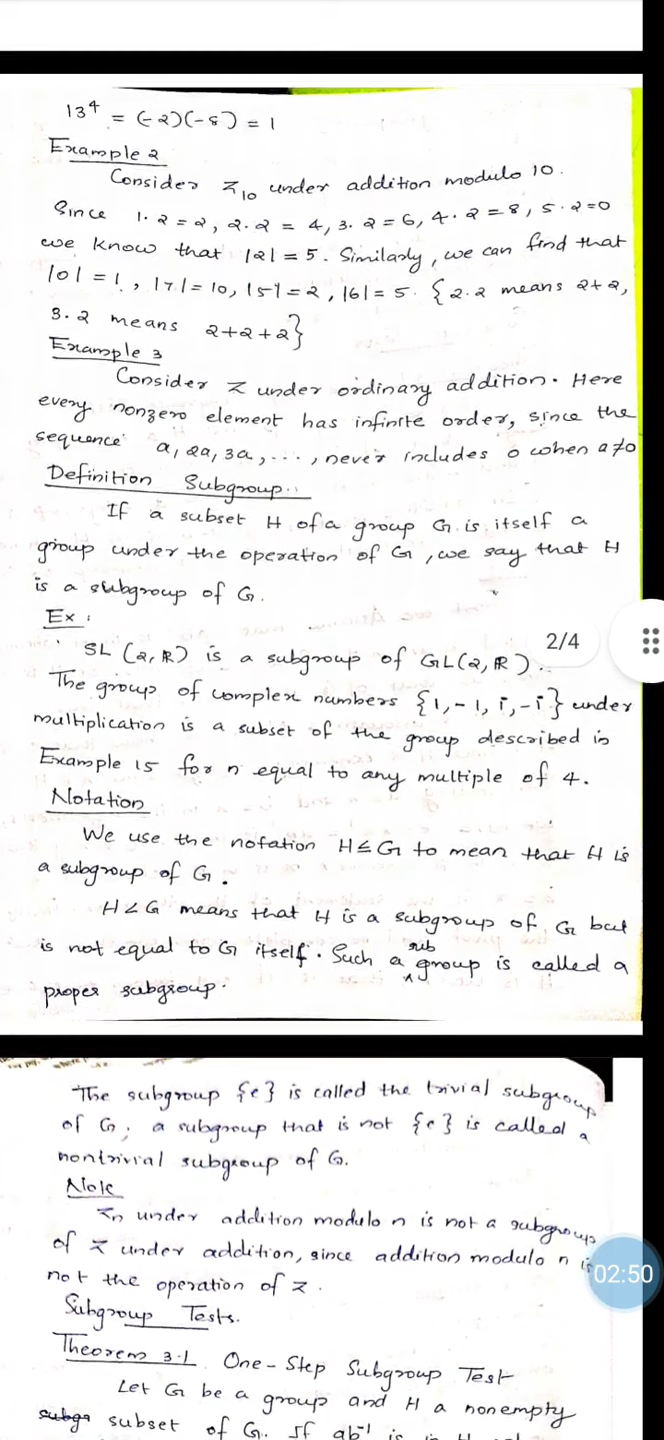 13⁴ = (-2)(-8) = 1
Example 2
Consider Z₁₀ under addition modulo 10.
Since 1·2=2, 2·2 = 4, 3·2=6, 4·2=8, 5·2=0
we know that |2| = 5. Similarly, we can find that
|0| = 1, |7| = 10, |5| = 2, |6| = 5. {2.2 means 2+2,
3.2 means 2+2+2}
Example 3
Consider Z under ordinary addition. Here
every nonzero element has infinite order, since the
sequence a, 2a, 3a, ..., never includes 0 when a≠0
Definition Subgroup
If a subset H of a group G is itself a
group under the operation of G, we say that H
is a subgroup of G.
Ex:
SL(2,R) is a subgroup of GL(2,R).
2/4
The group of complex numbers {1,-1,i,-i} under
multiplication is a subset of the group described in
Example 15 for n equal to any multiple of 4.
Notation
We use the notation H≤G to mean that H is
a subgroup of G.
H<G means that H is a subgroup of G but
is not equal to G itself. Such a subgroup is called a
proper subgroup.
The subgroup {e} is called the trivial subgroup
of G; a subgroup that is not {e} is called a
nontrivial subgroup of G.
Note
Zn under addition modulo n is not a subgroup
of Z under addition, since addition modulo n is
not the operation of Z.
02:50
Subgroup Tests.
Theorem 3.1 One-Step Subgroup Test
Let G be a group and H a nonempty
subset of G. If ab⁻¹ is in H